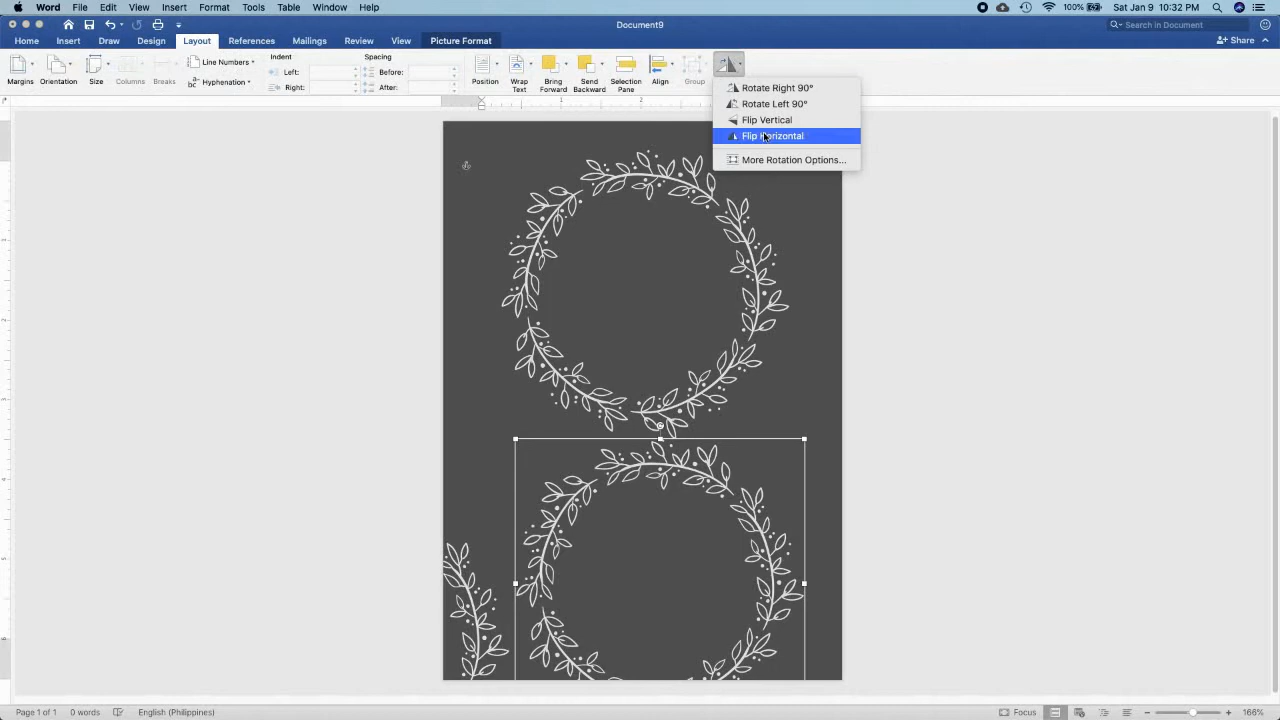 Word File Edit View Insert Format Tools Table Window Help 100% Sat Jan 9 10:32 PM
Document9
Search in Document
Home Insert Draw Design Layout References Mailings Review View Picture Format Share
Margins Orientation Size Columns Breaks Line Numbers Hyphenation
Indent Left: Right:
Spacing Before: After:
Position Wrap Text Bring Forward Send Backward Selection Pane Align Group
Rotate Right 90°
Rotate Left 90°
Flip Vertical
Flip Horizontal
More Rotation Options...
Page 1 of 1 0 words English (Philippines) Focus 166%